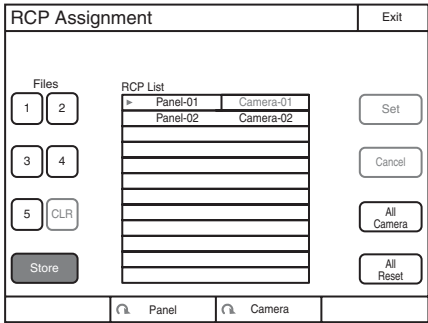 RCP Assignment Exit
Files
RCP List
1 2
► Panel-01 Camera-01
Panel-02 Camera-02
Set
3 4
Cancel
5 CLR
All
Camera
Store
All
Reset
Panel Camera